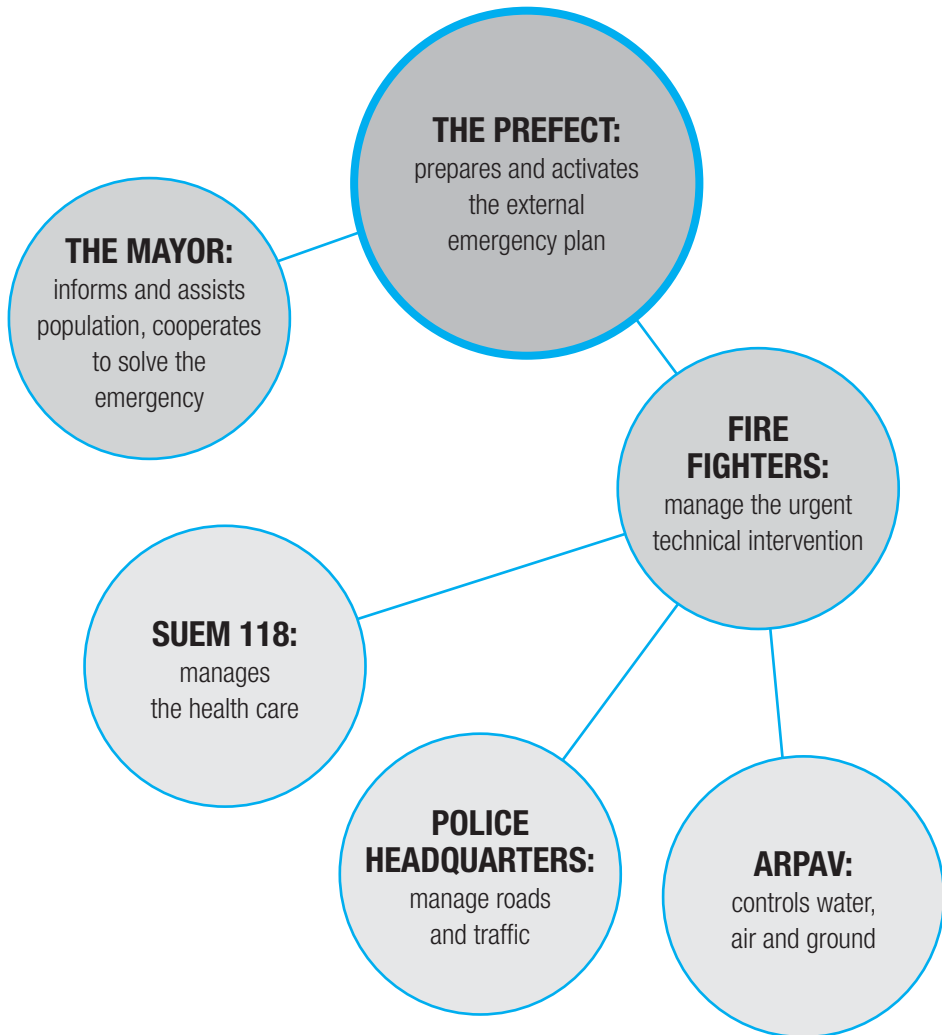 THE PREFECT:
prepares and activates
the external
emergency plan
THE MAYOR:
informs and assists
population, cooperates
to solve the
emergency
FIRE
FIGHTERS:
manage the urgent
technical intervention
SUEM 118:
manages
the health care
POLICE
HEADQUARTERS:
manage roads
and traffic
ARPAV:
controls water,
air and ground